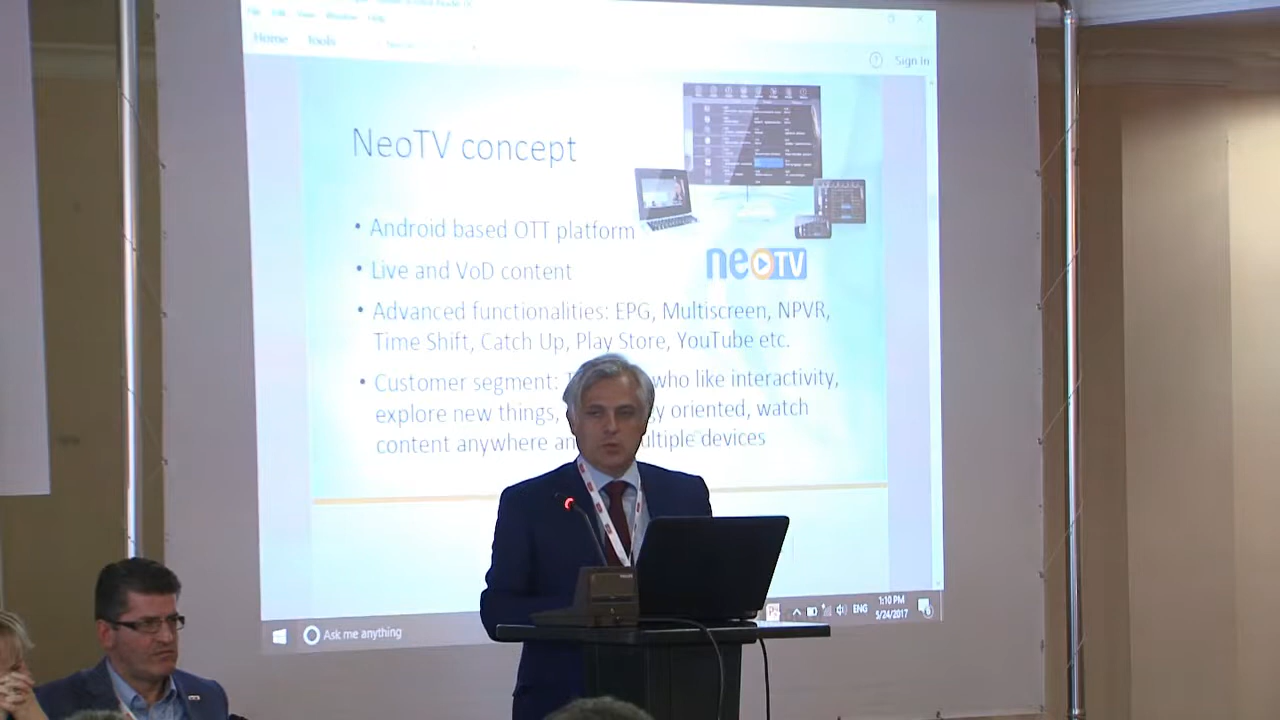 Home Tools
Sign In
NeoTV concept
• Android based OTT platform
neoTV
• Live and VoD content
• Advanced functionalities: EPG, Multiscreen, NPVR,
Time Shift, Catch Up, Play Store, YouTube etc.
• Customer segment: who like interactivity,
explore new things, oriented, watch
content anywhere devices
Ask me anything
ENG
1:10 PM
5/24/2017